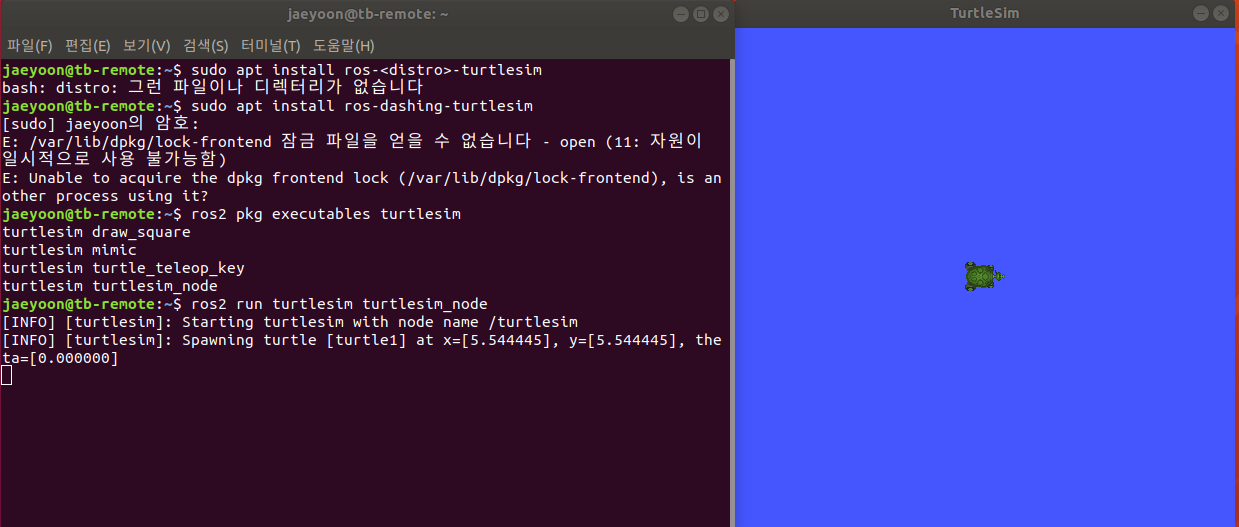 jaeyoon@tb-remote: ~
파일(F) 편집(E) 보기(V) 검색(S) 터미널(T) 도움말(H)
jaeyoon@tb-remote:~$ sudo apt install ros-<distro>-turtlesim
bash: distro: 그런 파일이나 디렉터리가 없습니다
jaeyoon@tb-remote:~$ sudo apt install ros-dashing-turtlesim
[sudo] jaeyoon의 암호:
E: /var/lib/dpkg/lock-frontend 잠금 파일을 얻을 수 없습니다 - open (11: 자원이
일시적으로 사용 불가능함)
E: Unable to acquire the dpkg frontend lock (/var/lib/dpkg/lock-frontend), is an
other process using it?
jaeyoon@tb-remote:~$ ros2 pkg executables turtlesim
turtlesim draw_square
turtlesim mimic
turtlesim turtle_teleop_key
turtlesim turtlesim_node
jaeyoon@tb-remote:~$ ros2 run turtlesim turtlesim_node
[INFO] [turtlesim]: Starting turtlesim with node name /turtlesim
[INFO] [turtlesim]: Spawning turtle [turtle1] at x=[5.544445], y=[5.544445], the
ta=[0.000000]
TurtleSim